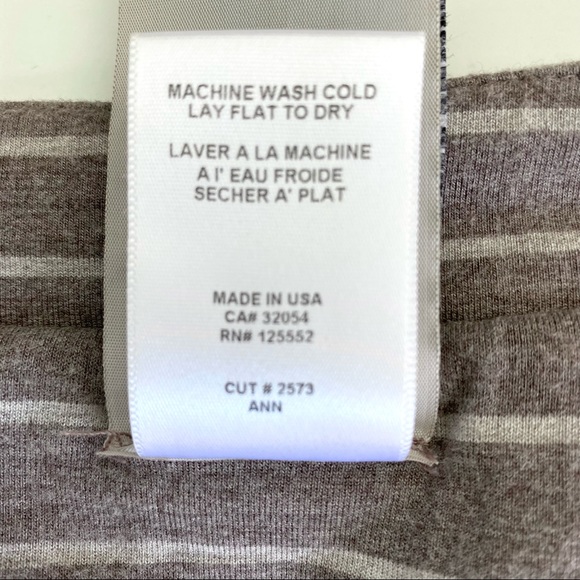 MACHINE WASH COLD
LAY FLAT TO DRY
LAVER A LA MACHINE
A l' EAU FROIDE
SECHER A' PLAT
MADE IN USA
CA# 32054
RN# 125552
CUT # 2573
ANN